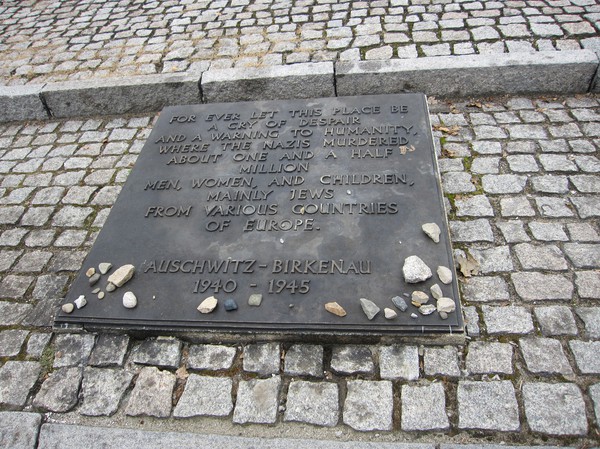 FOR EVER LET THIS PLACE BE
A CRY OF DESPAIR
AND A WARNING TO HUMANITY,
WHERE THE NAZIS MURDERED
ABOUT ONE AND A HALF
MILLION
MEN, WOMEN, AND CHILDREN,
MAINLY JEWS
FROM VARIOUS COUNTRIES
OF EUROPE.
AUSCHWITZ - BIRKENAU
1940 - 1945